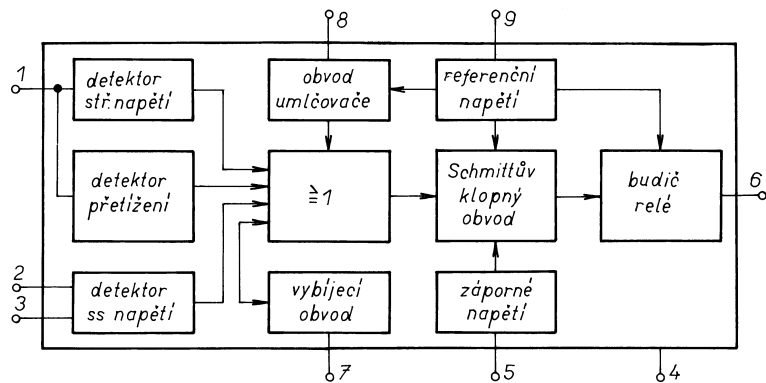 8
9
1
detektor
stř. napětí
obvod
umlčovače
referenční
napětí
detektor
přetížení
≧1
Schmittův
klopný
obvod
budič
relé
6
2
3
detektor
ss napětí
vybíjecí
obvod
záporné
napětí
7
5
4